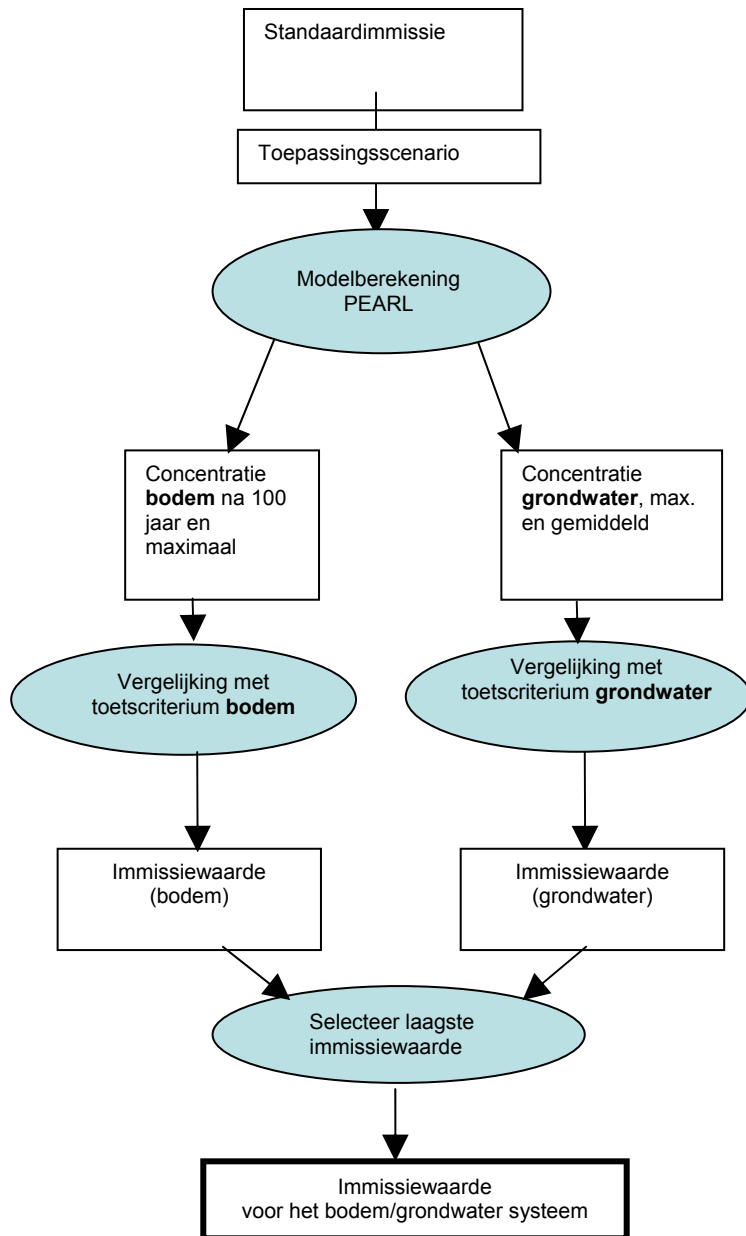 Standaardimmissie
Toepassingsscenario
Modelberekening
PEARL
Concentratie
bodem na 100
jaar en
maximaal
Concentratie
grondwater, max.
en gemiddeld
Vergelijking met
toetscriterium bodem
Vergelijking met
toetscriterium grondwater
Immissiewaarde
(bodem)
Immissiewaarde
(grondwater)
Selecteer laagste
immissiewaarde
Immissiewaarde
voor het bodem/grondwater systeem